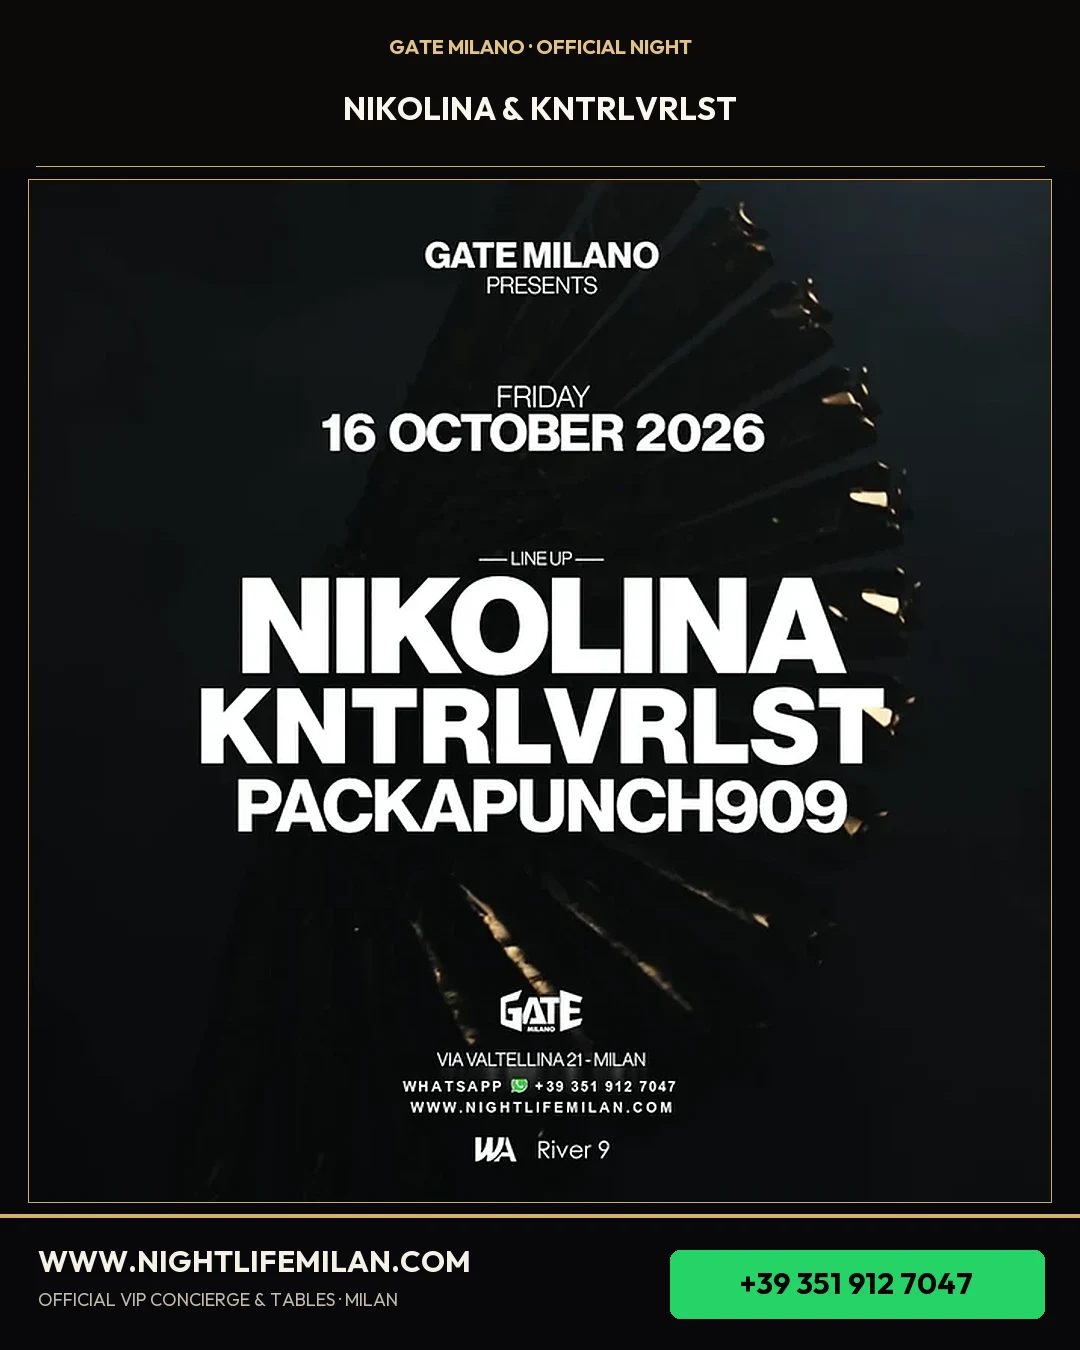 GATE MILANO · OFFICIAL NIGHT
NIKOLINA & KNTRLVRLST
GATE MILANO
PRESENTS
FRIDAY
16 OCTOBER 2026
LINE UP
NIKOLINA
KNTRLVRLST
PACKAPUNCH909
GATE
MILANO
VIA VALTELLINA 21 - MILAN
WHATSAPP +39 351 912 7047
WWW.NIGHTLIFEMILAN.COM
WA River 9
WWW.NIGHTLIFEMILAN.COM
OFFICIAL VIP CONCIERGE & TABLES · MILAN
+39 351 912 7047